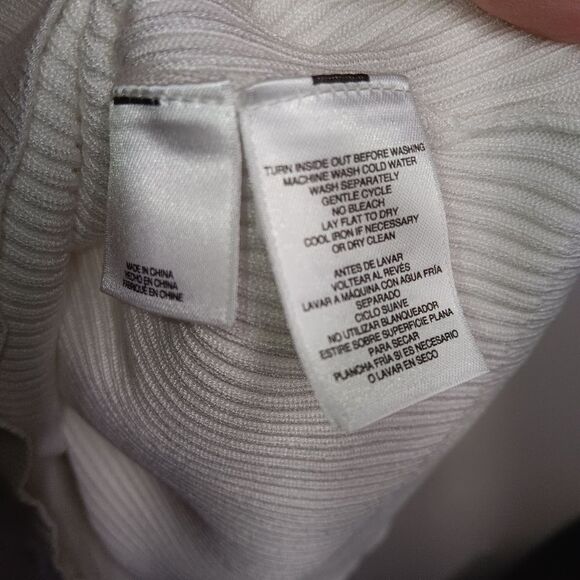 MADE IN CHINA
HECHO EN CHINA
FABRIQUÉ EN CHINE
TURN INSIDE OUT BEFORE WASHING
MACHINE WASH COLD WATER
WASH SEPARATELY
GENTLE CYCLE
NO BLEACH
LAY FLAT TO DRY
COOL IRON IF NECESSARY
OR DRY CLEAN
ANTES DE LAVAR
VOLTEAR AL REVÉS
LAVAR A MÁQUINA CON AGUA FRÍA
SEPARADO
CICLO SUAVE
NO UTILIZAR BLANQUEADOR
ESTIRE SOBRE SUPERFICIE PLANA
PARA SECAR
PLANCHA FRÍA SI ES NECESARIO
O LAVAR EN SECO